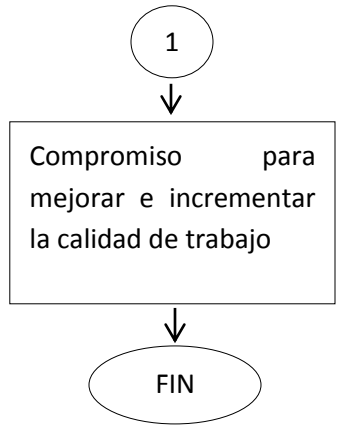 1
Compromiso para
mejorar e incrementar
la calidad de trabajo
FIN